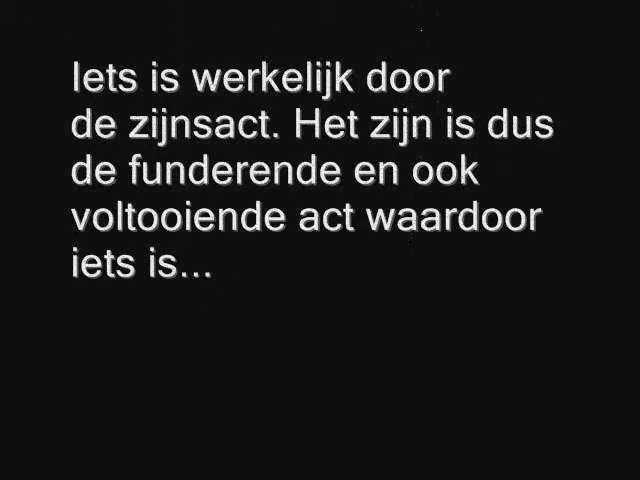 Iets is werkelijk door
de zijnsact. Het zijn is dus
de funderende en ook
voltooiende act waardoor
iets is...